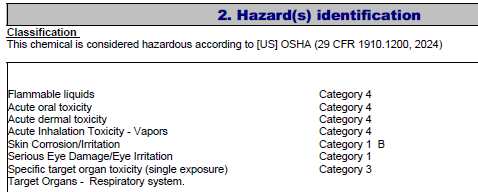 2. Hazard(s) identification
Classification
This chemical is considered hazardous according to [US] OSHA (29 CFR 1910.1200, 2024)
Flammable liquids Category 4
Acute oral toxicity Category 4
Acute dermal toxicity Category 4
Acute Inhalation Toxicity - Vapors Category 4
Skin Corrosion/Irritation Category 1 B
Serious Eye Damage/Eye Irritation Category 1
Specific target organ toxicity (single exposure) Category 3
Target Organs - Respiratory system.